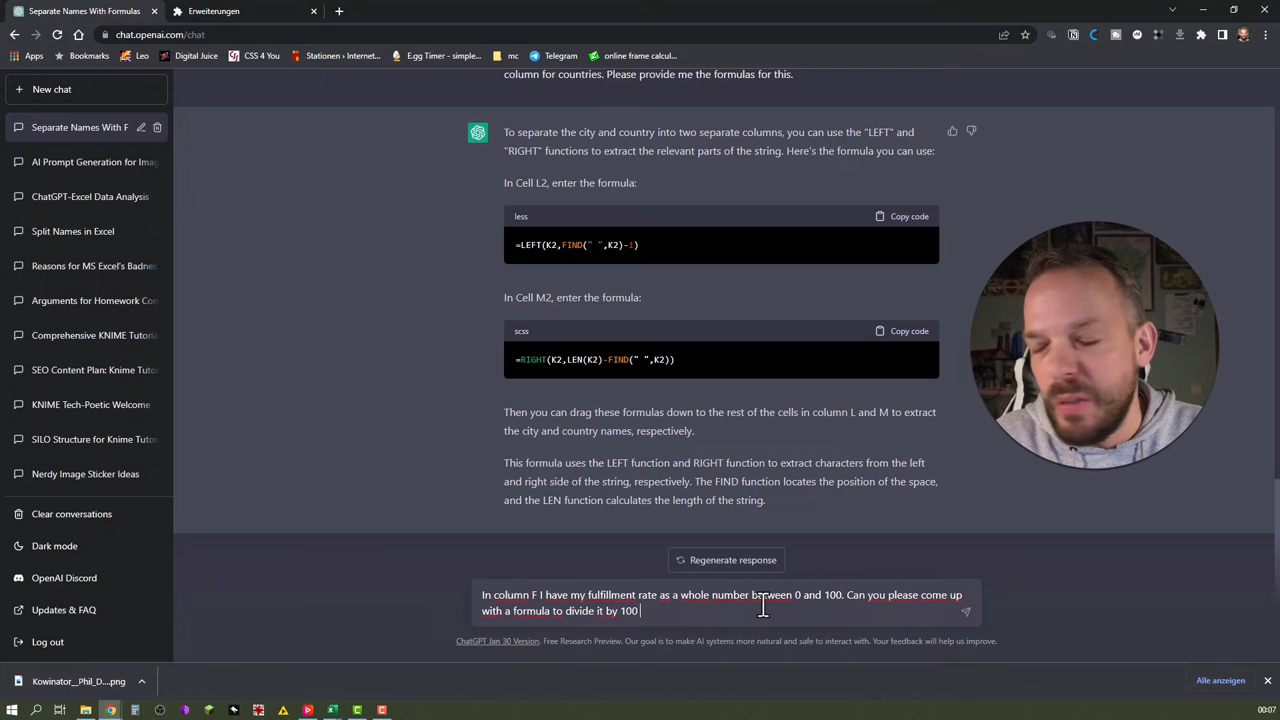 Separate Names With Formulas
Erweiterungen
chat.openai.com/chat
Apps
Bookmarks
Leo
Digital Juice
CSS 4 You
Stationen › Internet...
E.gg Timer - simple...
mc
Telegram
online frame calcul...
New chat
Separate Names With F
AI Prompt Generation for Imag
ChatGPT-Excel Data Analysis
Split Names in Excel
Reasons for MS Excel's Badnes
Arguments for Homework Con
Comprehensive KNIME Tutoria
SEO Content Plan: Knime Tutor
KNIME Tech-Poetic Welcome
SILO Structure for Knime Tutor
Nerdy Image Sticker Ideas
Clear conversations
Dark mode
OpenAI Discord
Updates & FAQ
Log out
column for countries. Please provide me the formulas for this.
To separate the city and country into two separate columns, you can use the "LEFT" and
"RIGHT" functions to extract the relevant parts of the string. Here's the formula you can use:
In Cell L2, enter the formula:
less
Copy code
=LEFT(K2,FIND(" ",K2)-1)
In Cell M2, enter the formula:
scss
Copy code
=RIGHT(K2,LEN(K2)-FIND(" ",K2))
Then you can drag these formulas down to the rest of the cells in column L and M to extract
the city and country names, respectively.
This formula uses the LEFT function and RIGHT function to extract characters from the left
and right side of the string, respectively. The FIND function locates the position of the space,
and the LEN function calculates the length of the string.
Regenerate response
In column F I have my fulfillment rate as a whole number between 0 and 100. Can you please come up
with a formula to divide it by 100
ChatGPT Jan 30 Version. Free Research Preview. Our goal is to make AI systems more natural and safe to interact with. Your feedback will help us improve.
Kowinator__Phil_D....png
Alle anzeigen
00:07